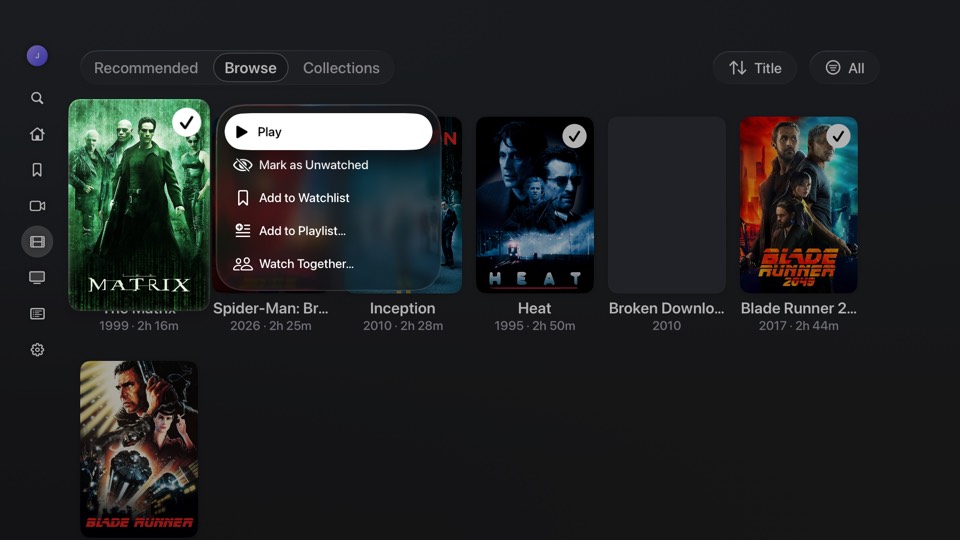 J
Recommended
Browse
Collections
Title
All
Play
Mark as Unwatched
Add to Watchlist
Add to Playlist...
Watch Together...
MATRIX
N
HEAT
BLADE
RUNNER
2049
The Matrix
1999 · 2h 16m
Spider-Man: Br...
2026 · 2h 25m
Inception
2010 · 2h 28m
Heat
1995 · 2h 50m
Broken Downlo...
2010
Blade Runner 2...
2017 · 2h 44m
BLADE RUNNER